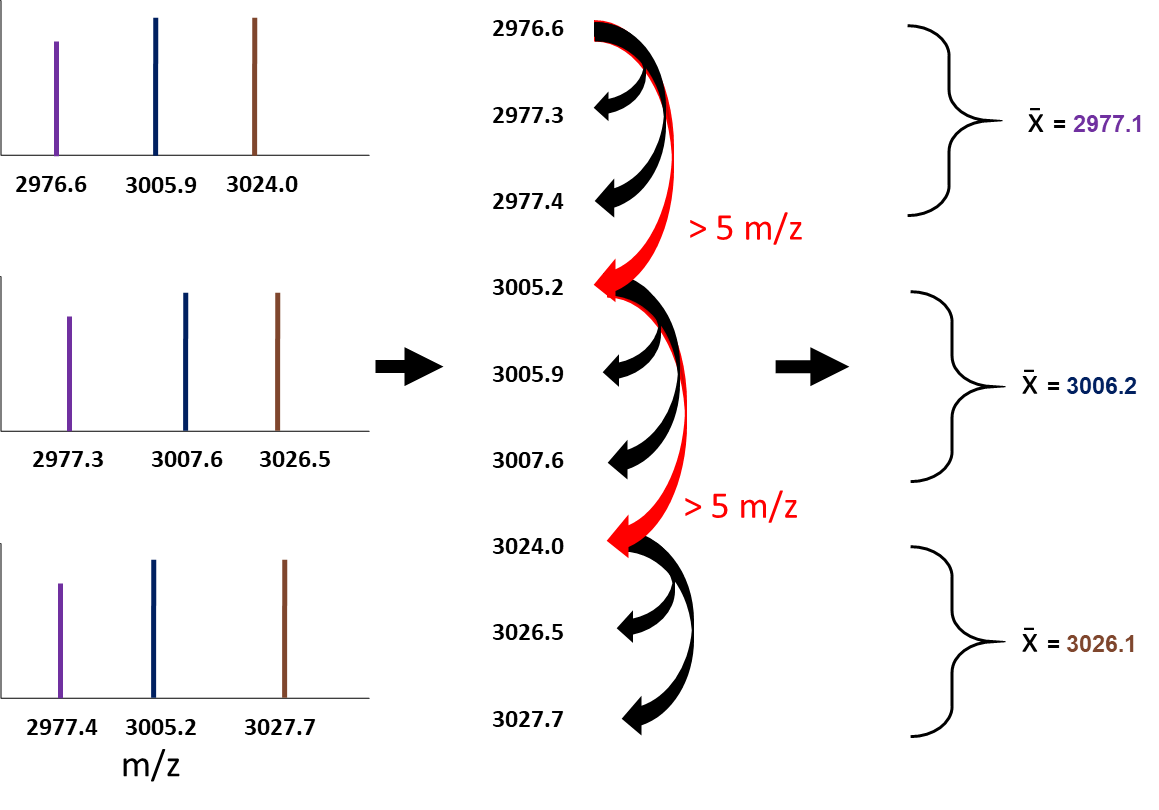 2976.6 3005.9 3024.0
2977.3 3007.6 3026.5
2977.4 3005.2 3027.7
m/z
2976.6
2977.3
2977.4
> 5 m/z
3005.2
3005.9
3007.6
> 5 m/z
3024.0
3026.5
3027.7
X̄ = 2977.1
X̄ = 3006.2
X̄ = 3026.1